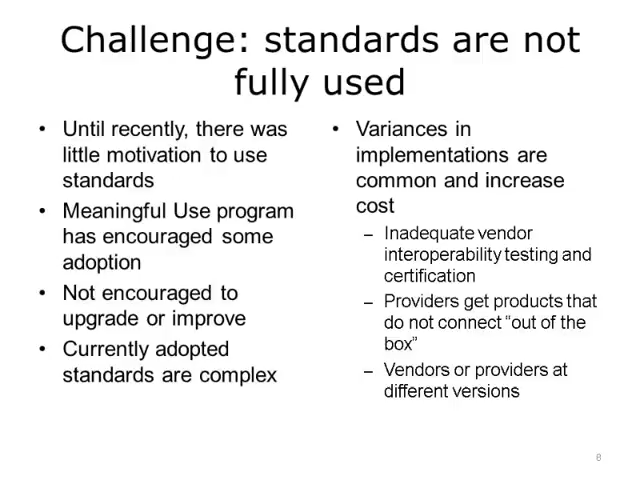 Challenge: standards are not
fully used
• Until recently, there was
little motivation to use
standards
• Meaningful Use program
has encouraged some
adoption
• Not encouraged to
upgrade or improve
• Currently adopted
standards are complex
• Variances in
implementations are
common and increase
cost
– Inadequate vendor
interoperability testing and
certification
– Providers get products that
do not connect “out of the
box”
– Vendors or providers at
different versions
8